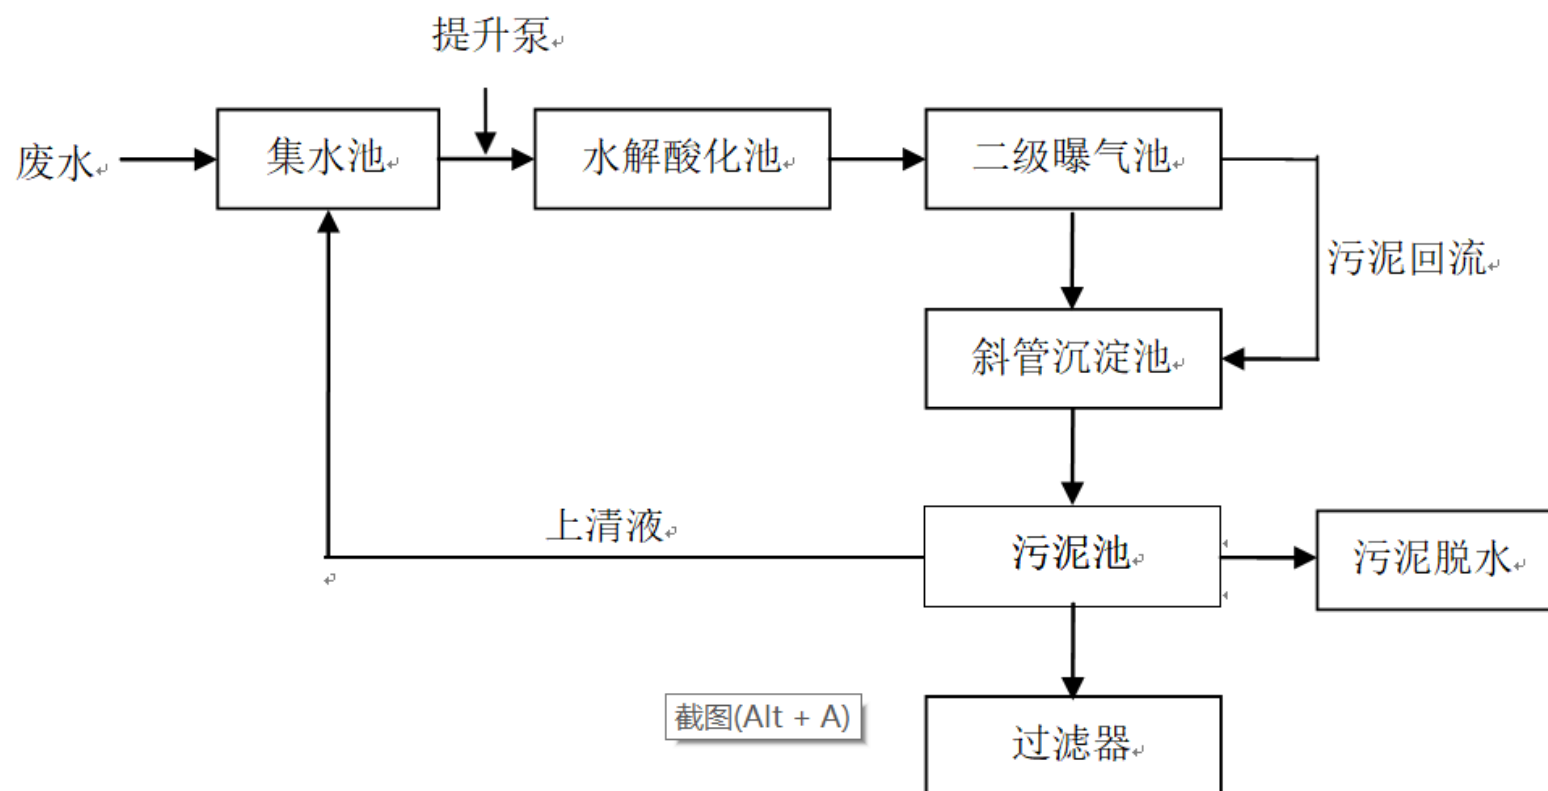 提升泵
废水
集水池
水解酸化池
二级曝气池
污泥回流
斜管沉淀池
上清液
污泥池
污泥脱水
截图(Alt + A)
过滤器